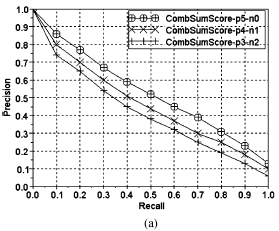 CombSumScore-p5-n0
CombSumScore-p4-n1
CombSumScore-p3-n2
1.0
0.9
0.8
0.7
0.6
0.5
0.4
0.3
0.2
0.1
0.0
Precision
0.0 0.1 0.2 0.3 0.4 0.5 0.6 0.7 0.8 0.9 1.0
Recall
(a)